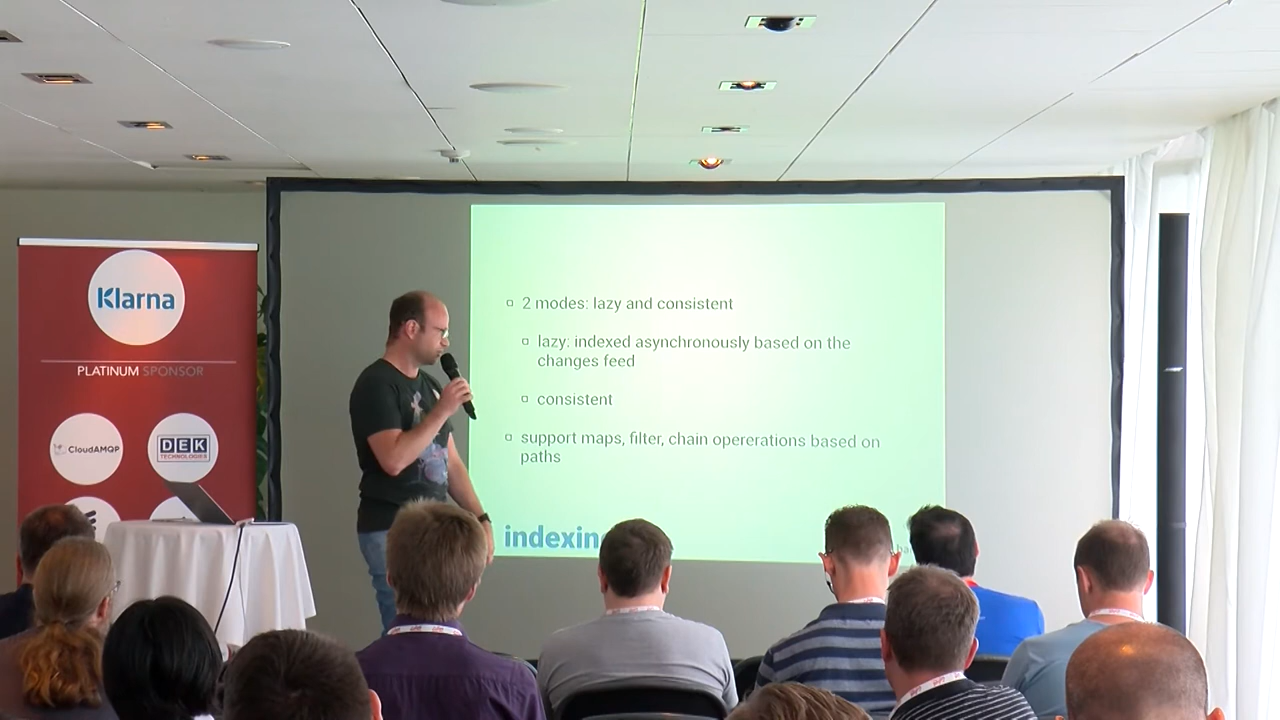 Klarna
PLATINUM SPONSOR
CloudAMQP
DEK
TECHNOLOGIES
2 modes: lazy and consistent
lazy: indexed asynchronously based on the
changes feed
consistent
support maps, filter, chain opererations based on
paths